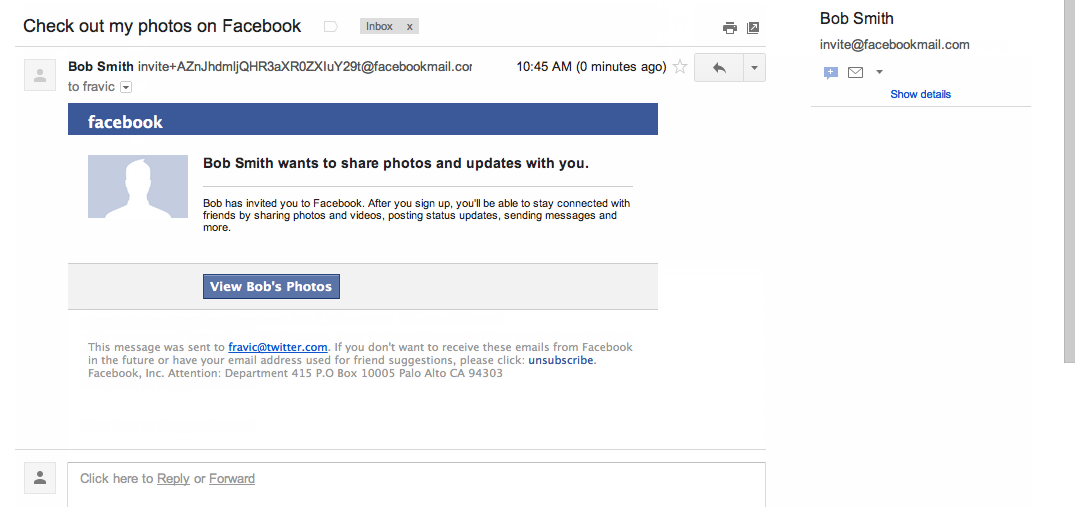 Check out my photos on Facebook
Inbox x
Bob Smith invite+AZnJhdmljQHR3aXR0ZXIuY29t@facebookmail.cor
10:45 AM (0 minutes ago)
to fravic
facebook
Bob Smith wants to share photos and updates with you.
Bob has invited you to Facebook. After you sign up, you'll be able to stay connected with
friends by sharing photos and videos, posting status updates, sending messages and
more.
View Bob's Photos
This message was sent to fravic@twitter.com. If you don't want to receive these emails from Facebook
in the future or have your email address used for friend suggestions, please click: unsubscribe.
Facebook, Inc. Attention: Department 415 P.O Box 10005 Palo Alto CA 94303
Click here to Reply or Forward
Bob Smith
invite@facebookmail.com
Show details